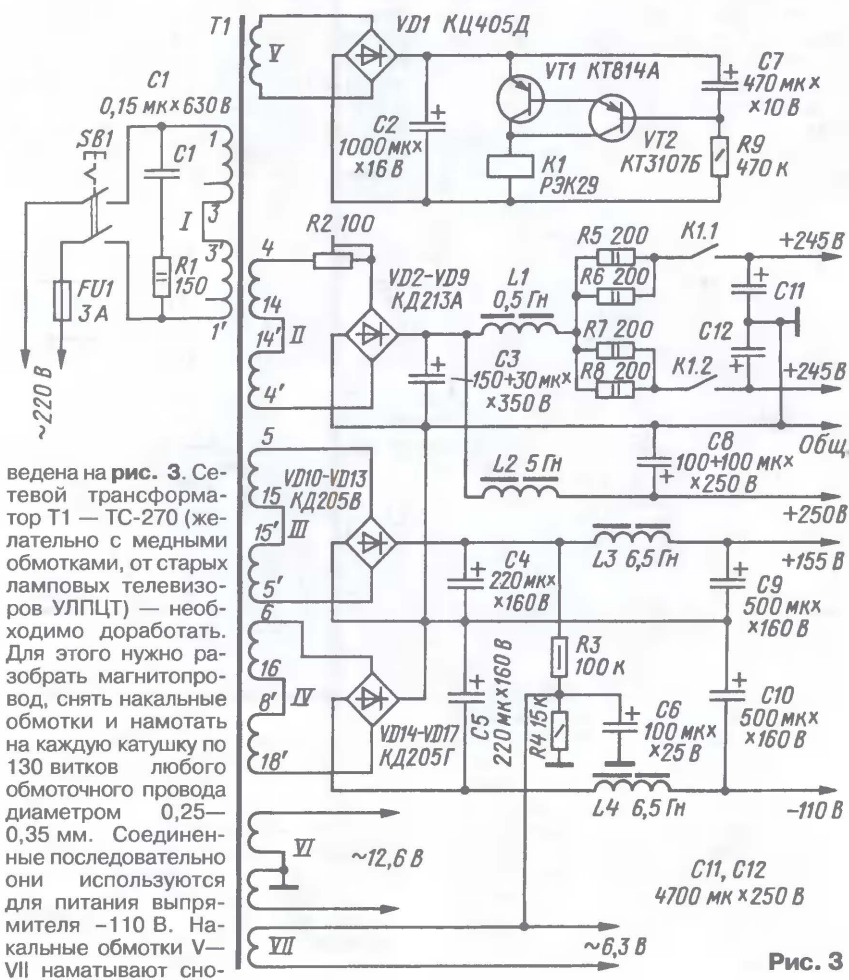 T1
V
VD1 КЦ405Д
C1
0,15 мк×630 В
SB1
C1
R1
150
FU1
3 А
~220 В
I
1
3
3'
1'
C2
1000 мк×
×16 В
VT1 КТ814А
K1
РЭК29
VT2
КТ3107Б
C7
470 мк×
×10 В
R9
470 к
R2 100
4
14
14'
4'
II
VD2–VD9
КД213А
L1
0,5 Гн
C3
150+30 мк×
×350 В
R5 200
R6 200
R7 200
R8 200
K1.1
K1.2
+245 В
C11
C12
+245 В
Общ.
L2 5 Гн
C8
100+100 мк×
×250 В
+250 В
5
15
15'
5'
III
VD10–VD13
КД205В
C4
220 мк×
×160 В
L3 6,5 Гн
+155 В
C9
500 мк×
×160 В
6
16
8'
18'
IV
VD14–VD17
КД205Г
C5
220 мк×160 В
R3
100 к
R4 15 к
C6
100 мк×
×25 В
C10
500 мк×
×160 В
L4 6,5 Гн
–110 В
VI
~12,6 В
C11, C12
4700 мк×250 В
VII
~6,3 В
Рис. 3
ведена на рис. 3. Се-
тевой трансформа-
тор Т1 — ТС-270 (же-
лательно с медными
обмотками, от старых
ламповых телевизо-
ров УЛПЦТ) — необ-
ходимо доработать.
Для этого нужно ра-
зобрать магнитопро-
вод, снять накальные
обмотки и намотать
на каждую катушку по
130 витков любого
обмоточного провода
диаметром 0,25—
0,35 мм. Соединен-
ные последовательно
они используются
для питания выпря-
мителя –110 В. На-
кальные обмотки V—
VII наматывают сно-